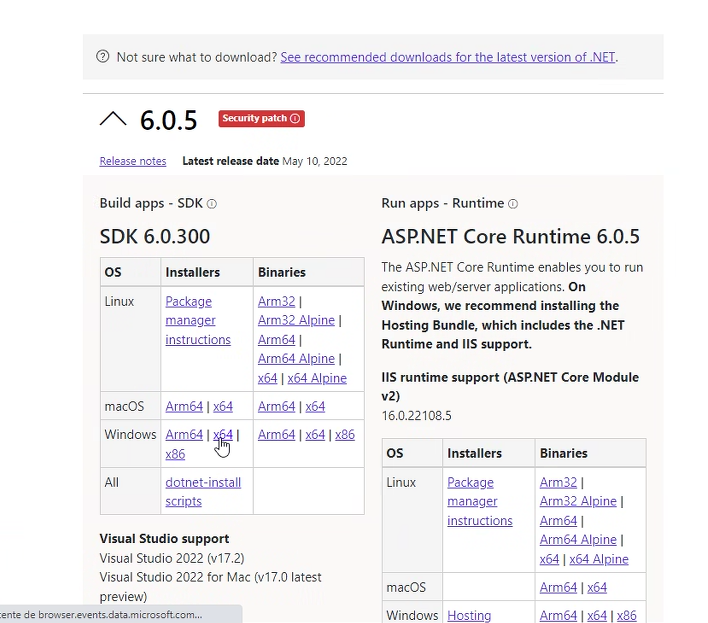 Not sure what to download? See recommended downloads for the latest version of .NET.
6.0.5 Security patch
Release notes Latest release date May 10, 2022
Build apps - SDK
SDK 6.0.300
OS Installers Binaries
Linux Package manager instructions Arm32 |
Arm32 Alpine |
Arm64 |
Arm64 Alpine |
x64 | x64 Alpine
macOS Arm64 | x64 Arm64 | x64
Windows Arm64 | x64 | x86 Arm64 | x64 | x86
All dotnet-install scripts
Visual Studio support
Visual Studio 2022 (v17.2)
Visual Studio 2022 for Mac (v17.0 latest
preview)
Run apps - Runtime
ASP.NET Core Runtime 6.0.5
The ASP.NET Core Runtime enables you to run
existing web/server applications. On
Windows, we recommend installing the
Hosting Bundle, which includes the .NET
Runtime and IIS support.
IIS runtime support (ASP.NET Core Module
v2)
16.0.22108.5
OS Installers Binaries
Linux Package manager instructions Arm32 |
Arm32 Alpine |
Arm64 |
Arm64 Alpine |
x64 | x64 Alpine
macOS Arm64 | x64
Windows Hosting Arm64 | x64 | x86
de browser.events.data.microsoft.com...